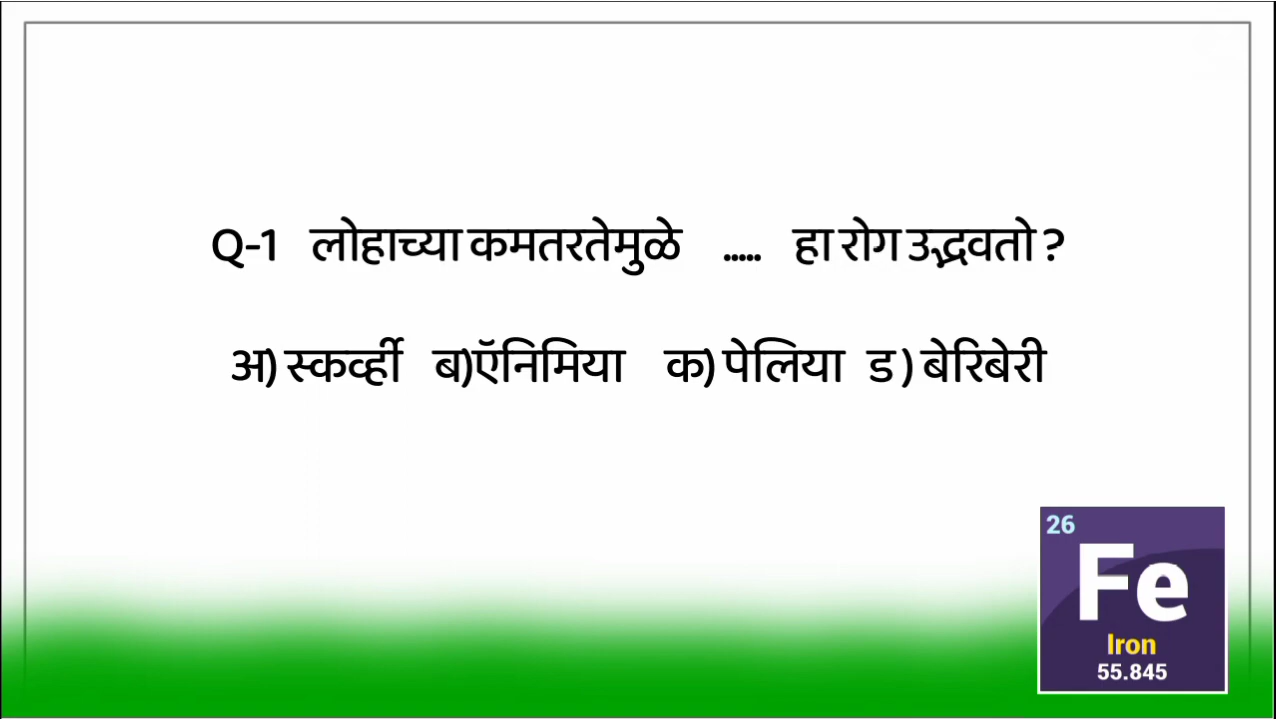 Q-1 लोहाच्या कमतरतेमुळे ..... हा रोग उद्भवतो ?
अ) स्कर्व्ही ब)ऍनिमिया क) पेलिया ड ) बेरिबेरी
26
Fe
Iron
55.845